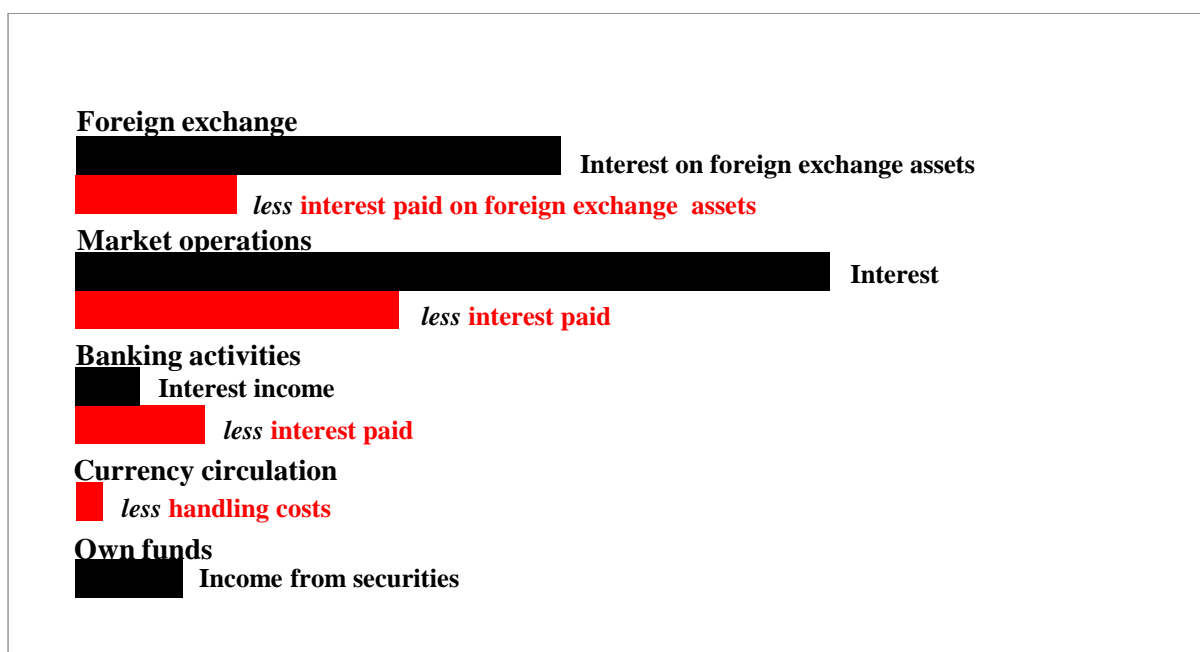 Foreign exchange
Interest on foreign exchange assets
less interest paid on foreign exchange assets
Market operations
Interest
less interest paid
Banking activities
Interest income
less interest paid
Currency circulation
less handling costs
Own funds
Income from securities